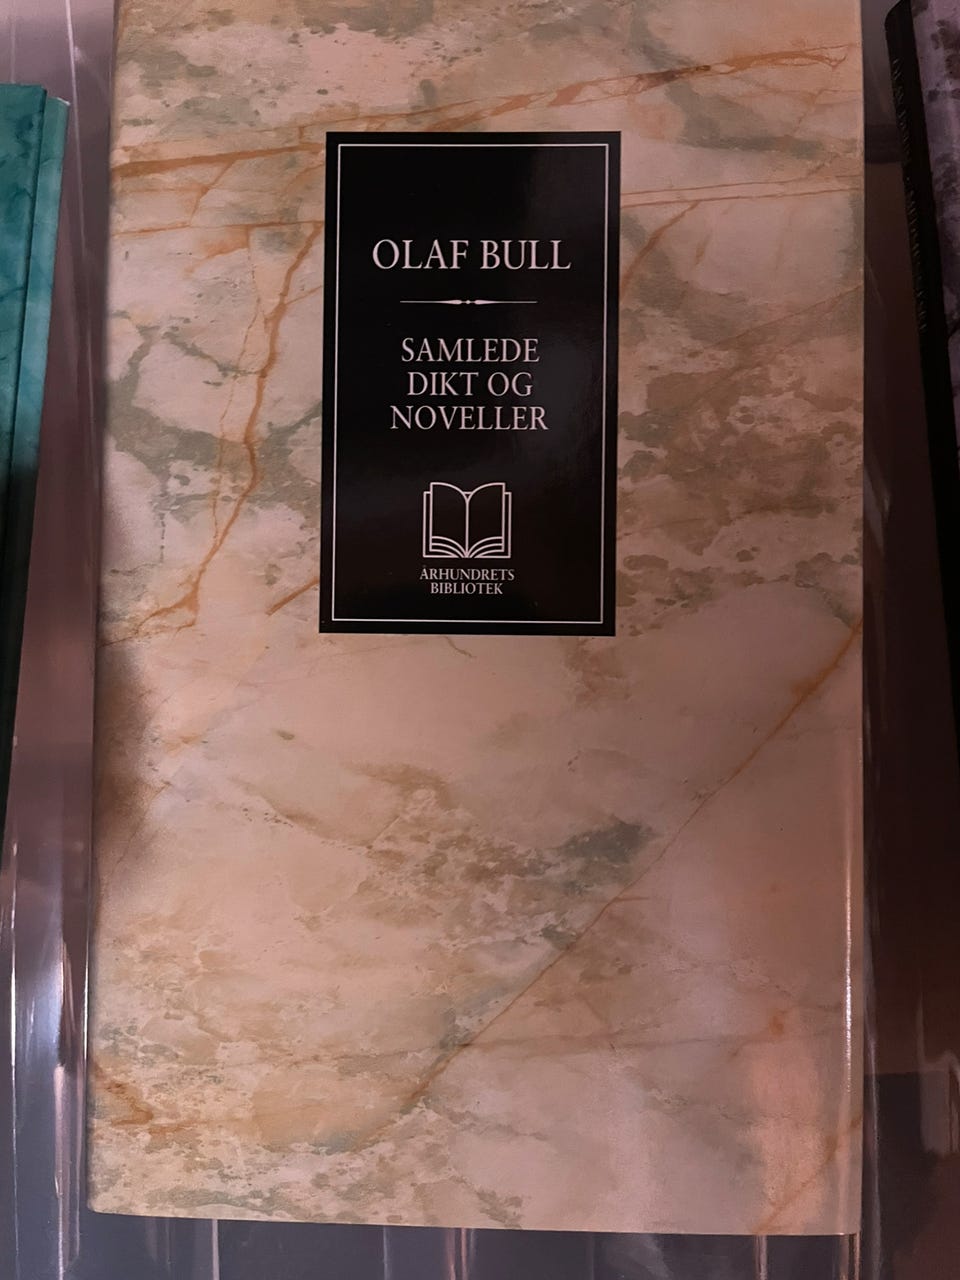 OLAF BULL
SAMLEDE
DIKT OG
NOVELLER
ÅRHUNDRETS
BIBLIOTEK